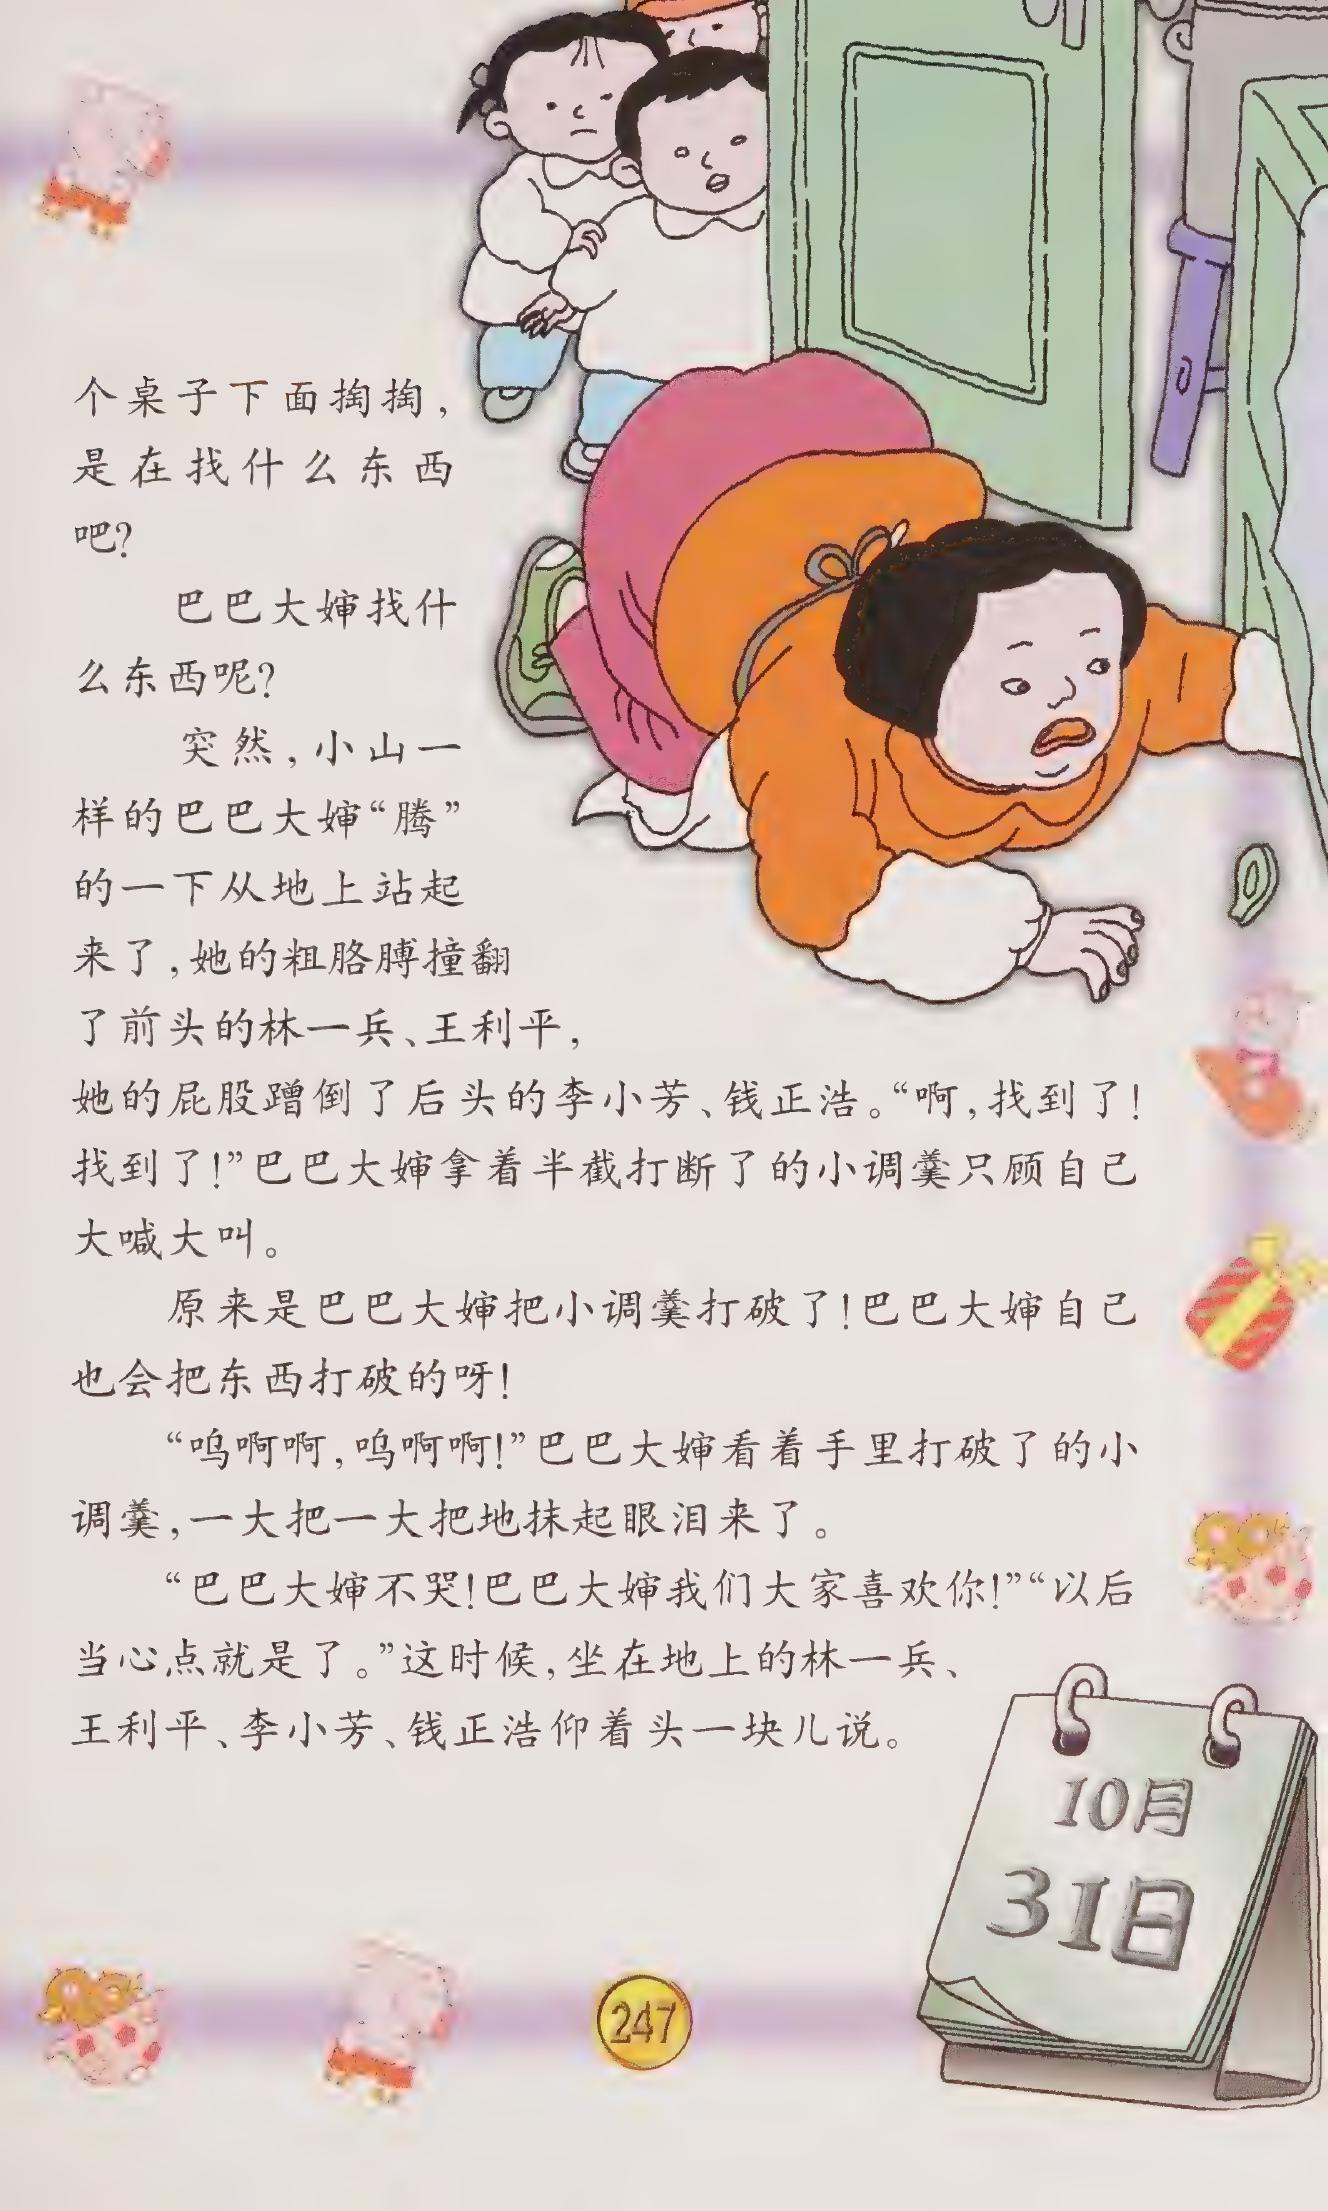 个桌子下面掏掏，
是在找什么东西
吧？
巴巴大婶找什
么东西呢？
突然，小山一
样的巴巴大婶“腾”
的一下从地上站起
来了，她的粗胳膊撞翻
了前头的林一兵、王利平，
她的屁股蹭倒了后头的李小芳、钱正浩。“啊，找到了！
找到了！”巴巴大婶拿着半截打断了的小调羹只顾自己
大喊大叫。
原来是巴巴大婶把小调羹打破了！巴巴大婶自己
也会把东西打破的呀！
“呜啊啊，呜啊啊！”巴巴大婶看着手里打破了的小
调羹，一大把一大把地抹起眼泪来了。
“巴巴大婶不哭！巴巴大婶我们大家喜欢你！”“以后
当心点就是了。”这时候，坐在地上的林一兵、
王利平、李小芳、钱正浩仰着头一块儿说。
10月
31日
247